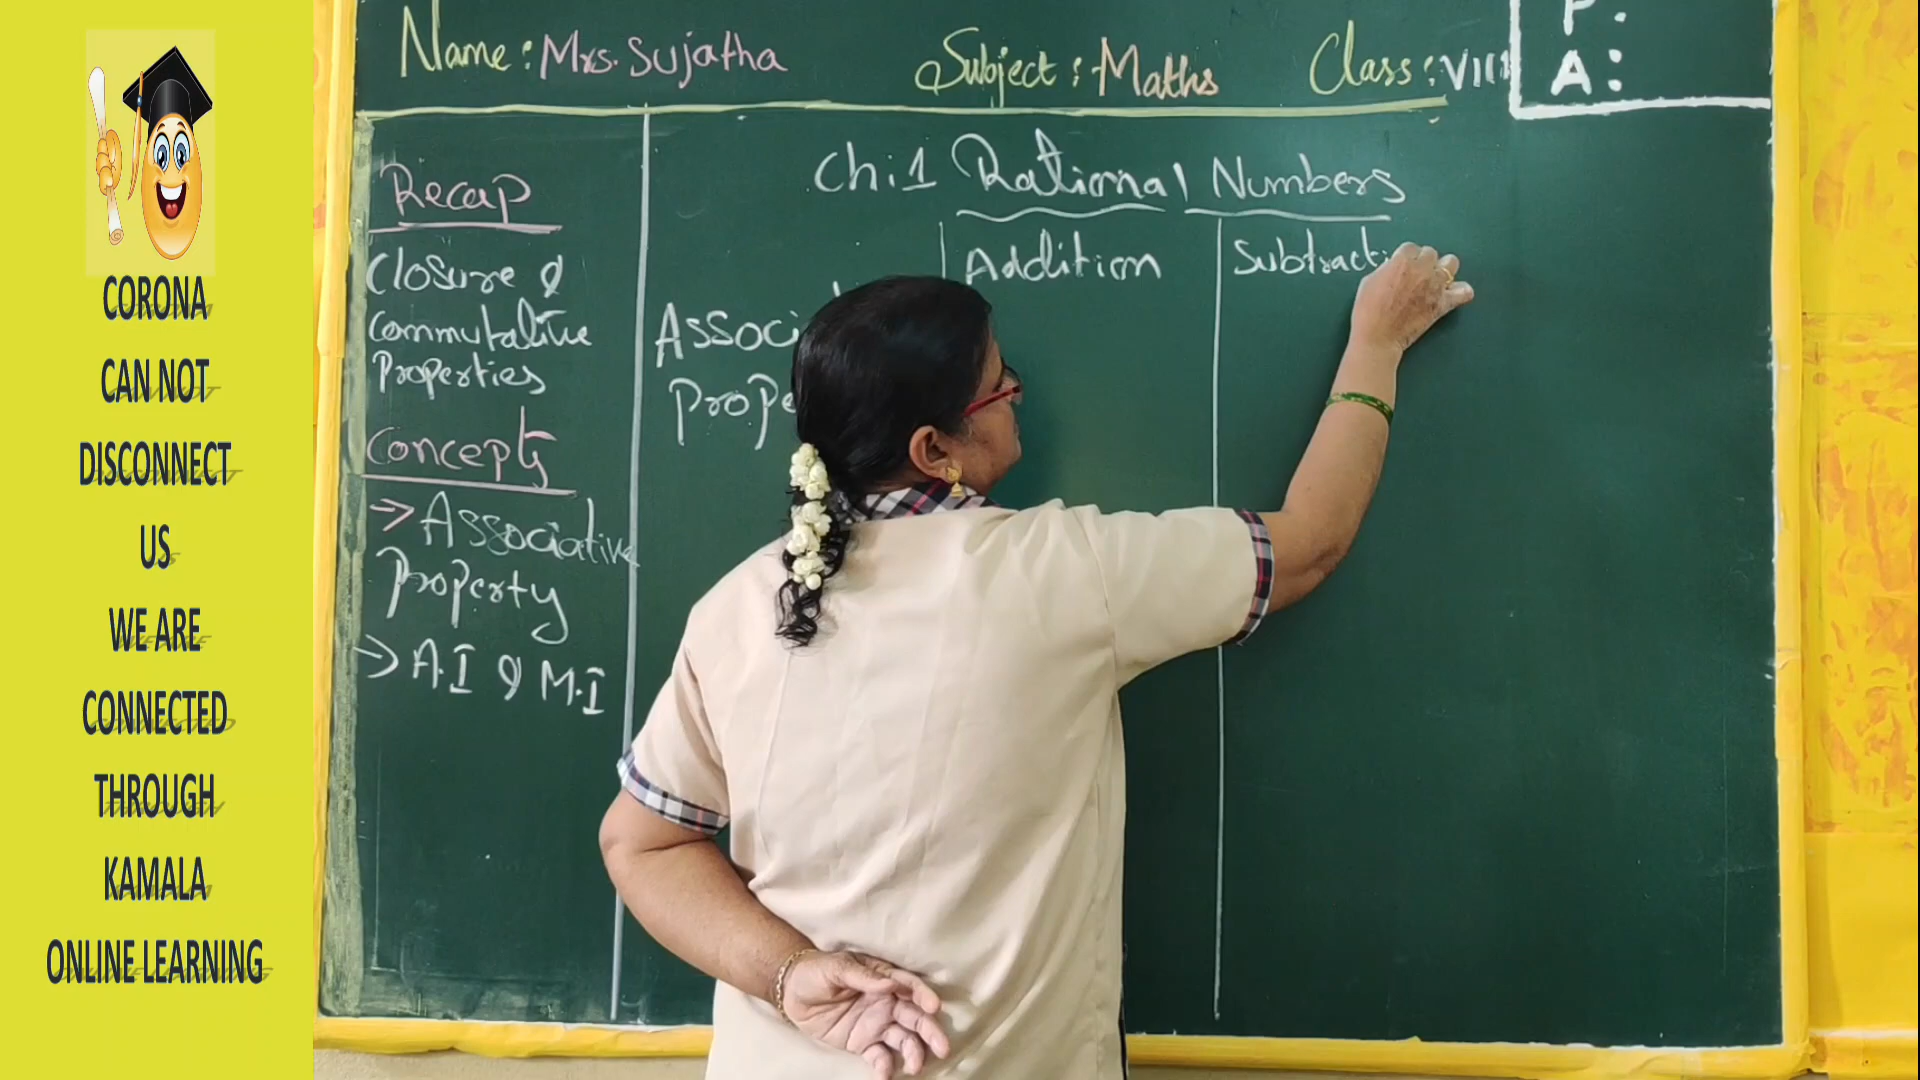 CORONA
CAN NOT
DISCONNECT
US
WE ARE
CONNECTED
THROUGH
KAMALA
ONLINE LEARNING
Name: Mrs. Sujatha
Subject: Maths
Class: VIII
P:
A:
Recap
Closure &
Commutative
Properties
Concepts
→ Associative
Property
→ A.I & M.I
Ch:1 Rational Numbers
Addition
Subtracti
Associ
Prope